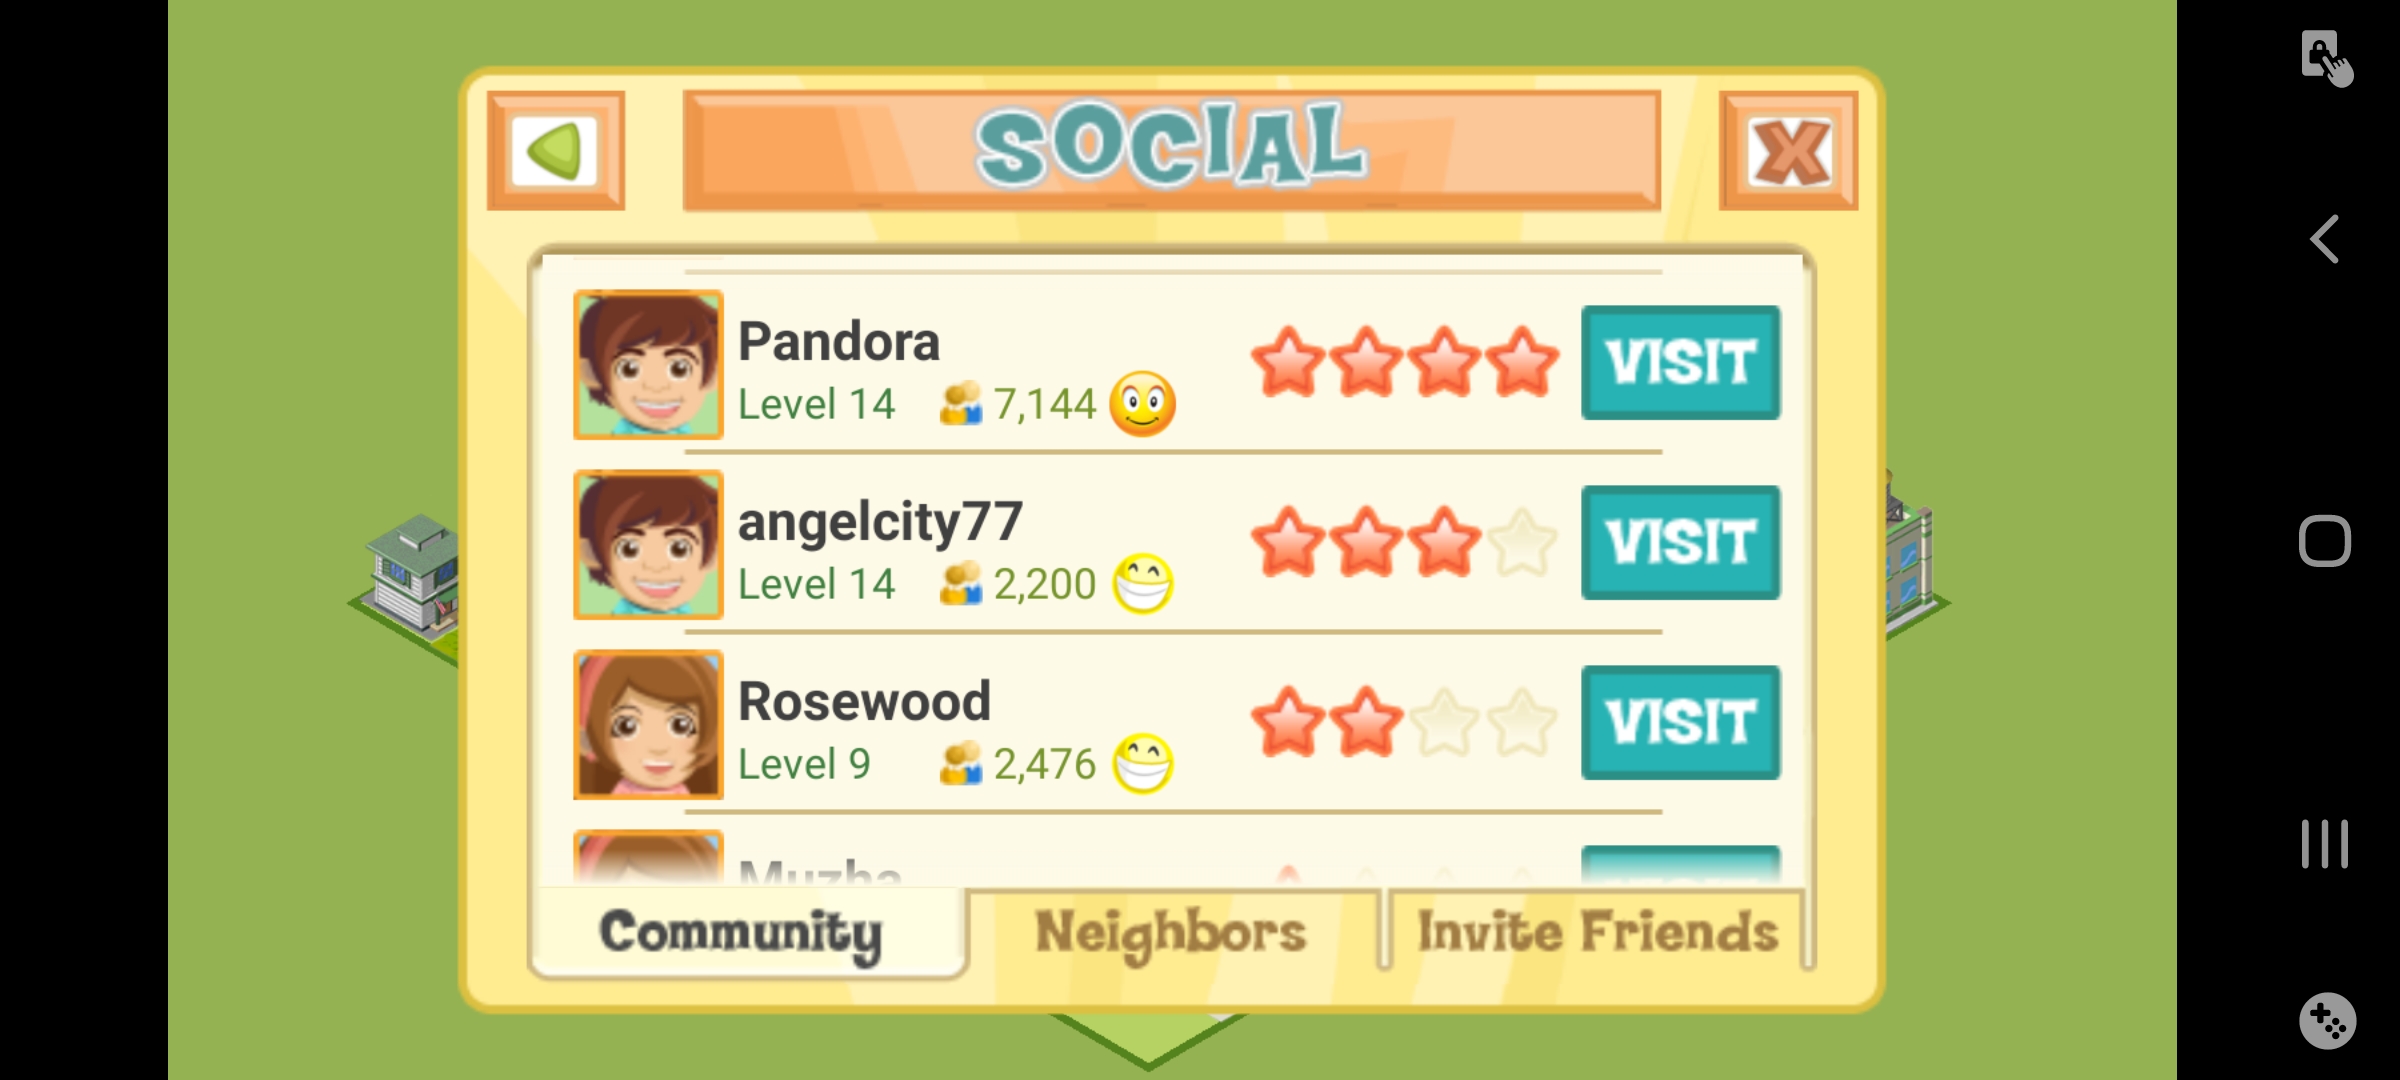 SOCIAL
Pandora
Level 14 7,144
VISIT
angelcity77
Level 14 2,200
VISIT
Rosewood
Level 9 2,476
VISIT
Community Neighbors Invite Friends